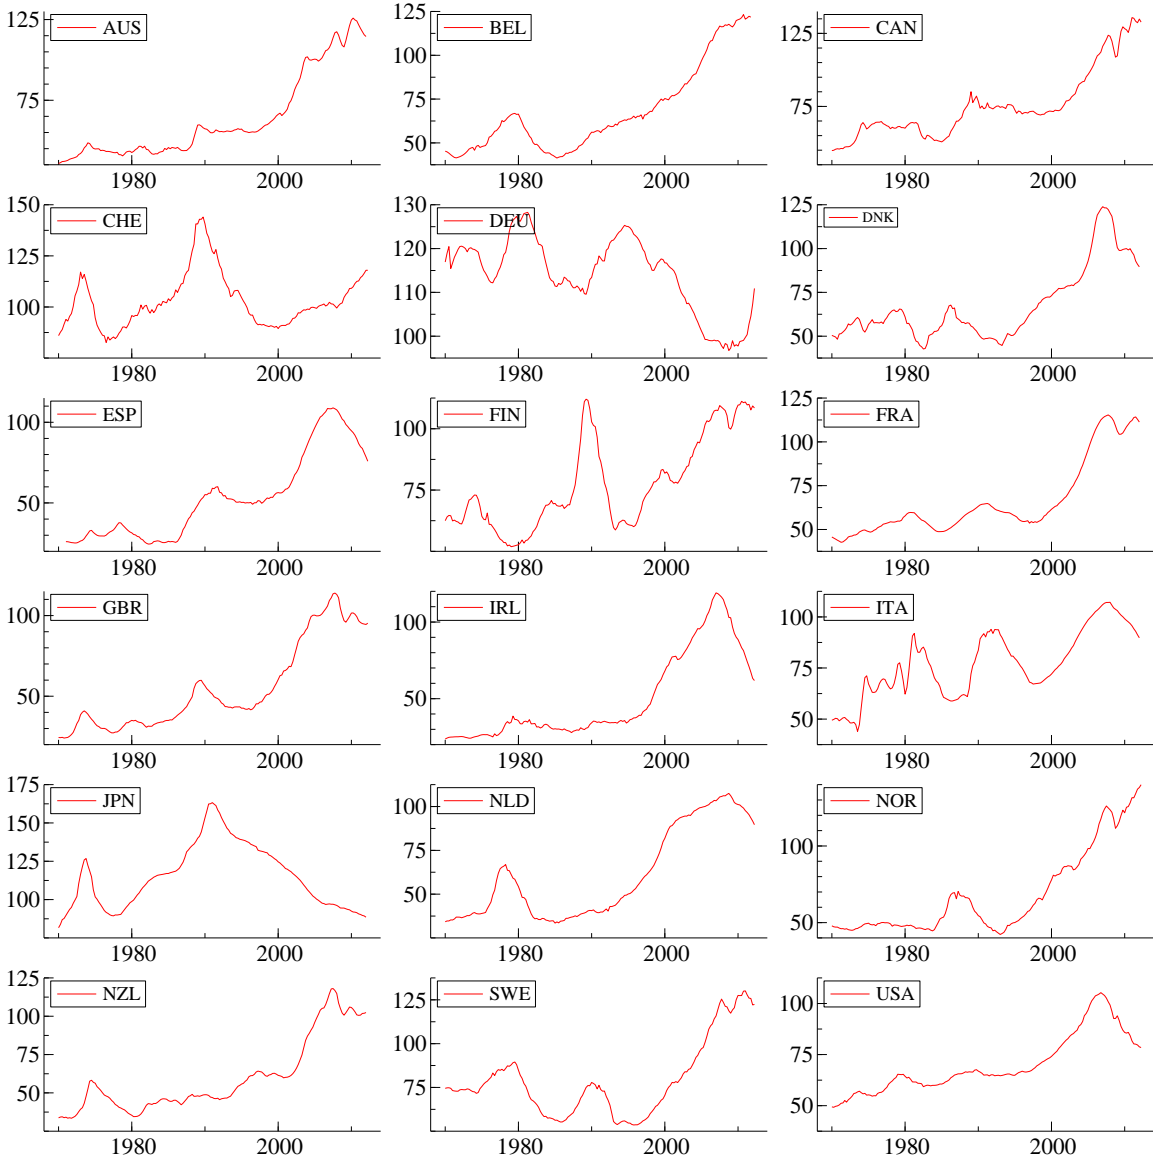 125 AUS 125 BEL 125 CAN
75 100 75
75
50
1980 2000 1980 2000 1980 2000
150 CHE 130 DEU 125 DNK
125 120 100
100 110 75
100 50
1980 2000 1980 2000 1980 2000
100 ESP 100 FIN 125 FRA
50 75 100
75
50
1980 2000 1980 2000 1980 2000
100 GBR 100 IRL 100 ITA
50 50 75
50
1980 2000 1980 2000 1980 2000
175 JPN 100 NLD NOR
150 75 100
125 50 50
100
1980 2000 1980 2000 1980 2000
125 NZL 125 SWE USA
100 100 100
75 75 75
50 50
1980 2000 1980 2000 1980 2000